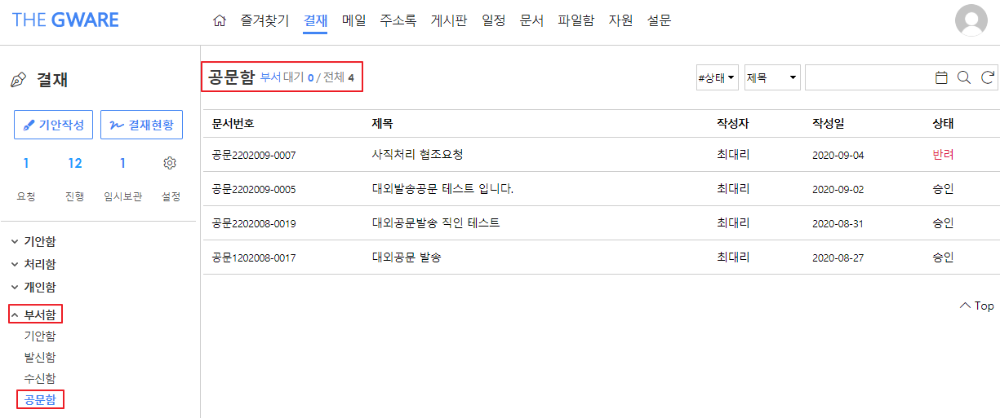 THE GWARE
즐겨찾기 결재 메일 주소록 게시판 일정 문서 파일함 자원 설문
결재
기안작성 결재현황
1 12 1
요청 진행 임시보관 설정
기안함
처리함
개인함
부서함
기안함
발신함
수신함
공문함
공문함 부서대기 0 / 전체 4
#상태 제목
문서번호 제목 작성자 작성일 상태
공문2202009-0007 사직처리 협조요청 최대리 2020-09-04 반려
공문2202009-0005 대외발송공문 테스트 입니다. 최대리 2020-09-02 승인
공문2202008-0019 대외공문발송 직인 테스트 최대리 2020-08-31 승인
공문1202008-0017 대외공문 발송 최대리 2020-08-27 승인
Top